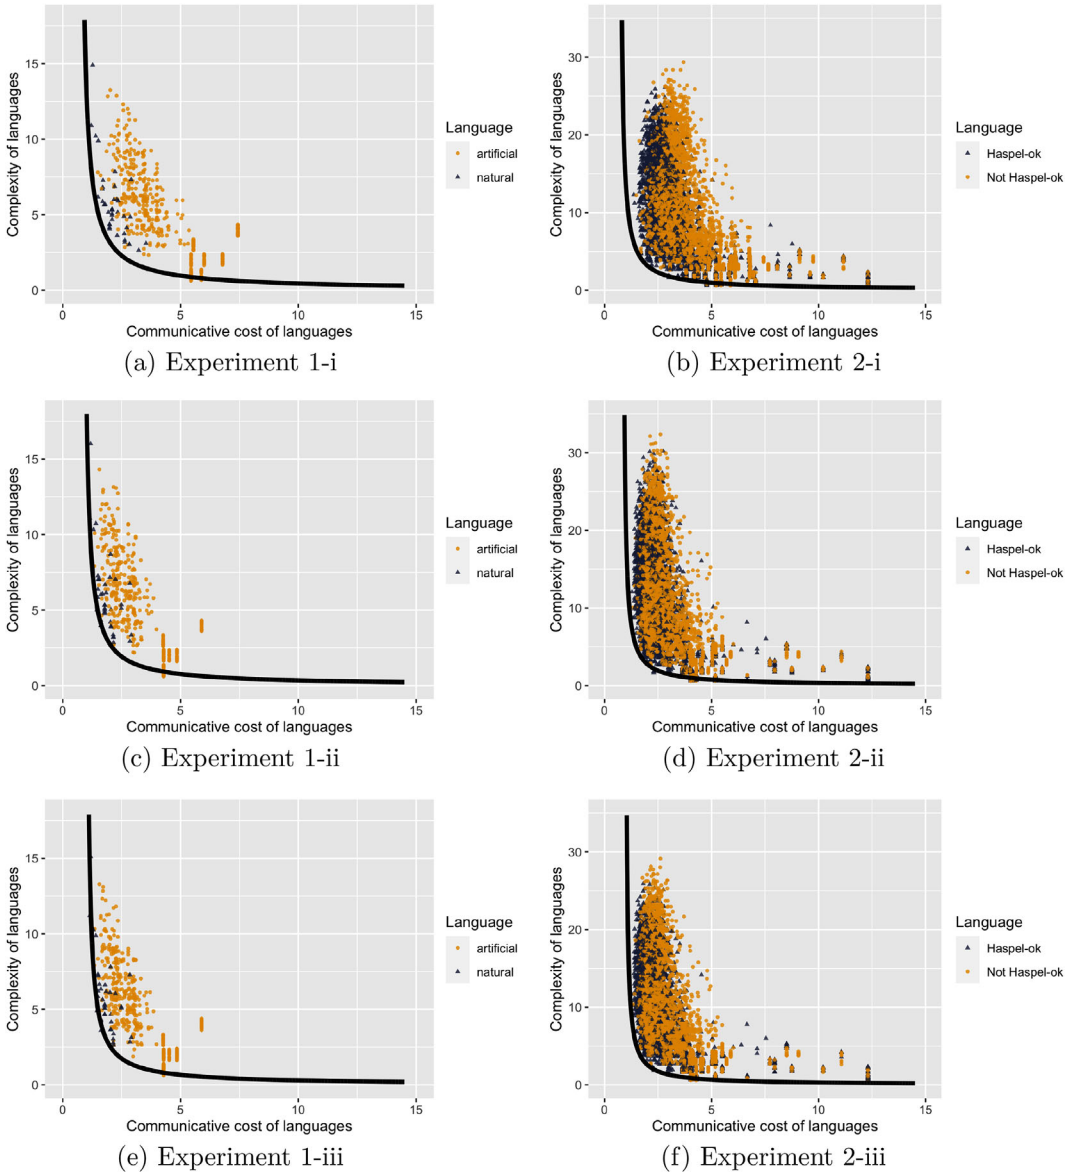 Complexity of languages
15
10
5
0
0 5 10 15
Communicative cost of languages
Language
artificial
natural
(a) Experiment 1-i
Complexity of languages
30
20
10
0
0 5 10 15
Communicative cost of languages
Language
Haspel-ok
Not Haspel-ok
(b) Experiment 2-i
Complexity of languages
15
10
5
0
0 5 10 15
Communicative cost of languages
Language
artificial
natural
(c) Experiment 1-ii
Complexity of languages
30
20
10
0
0 5 10 15
Communicative cost of languages
Language
Haspel-ok
Not Haspel-ok
(d) Experiment 2-ii
Complexity of languages
15
10
5
0
0 5 10 15
Communicative cost of languages
Language
artificial
natural
(e) Experiment 1-iii
Complexity of languages
30
20
10
0
0 5 10 15
Communicative cost of languages
Language
Haspel-ok
Not Haspel-ok
(f) Experiment 2-iii